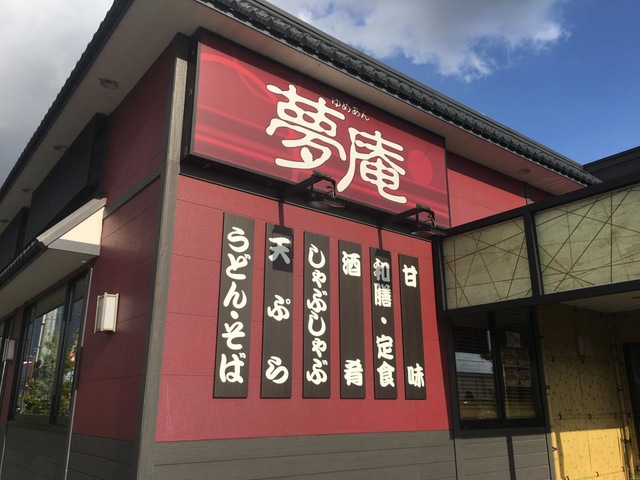 ゆめあん
夢庵
甘味
和膳・定食
酒肴
しゃぶしゃぶ
天ぷら
うどん・そば